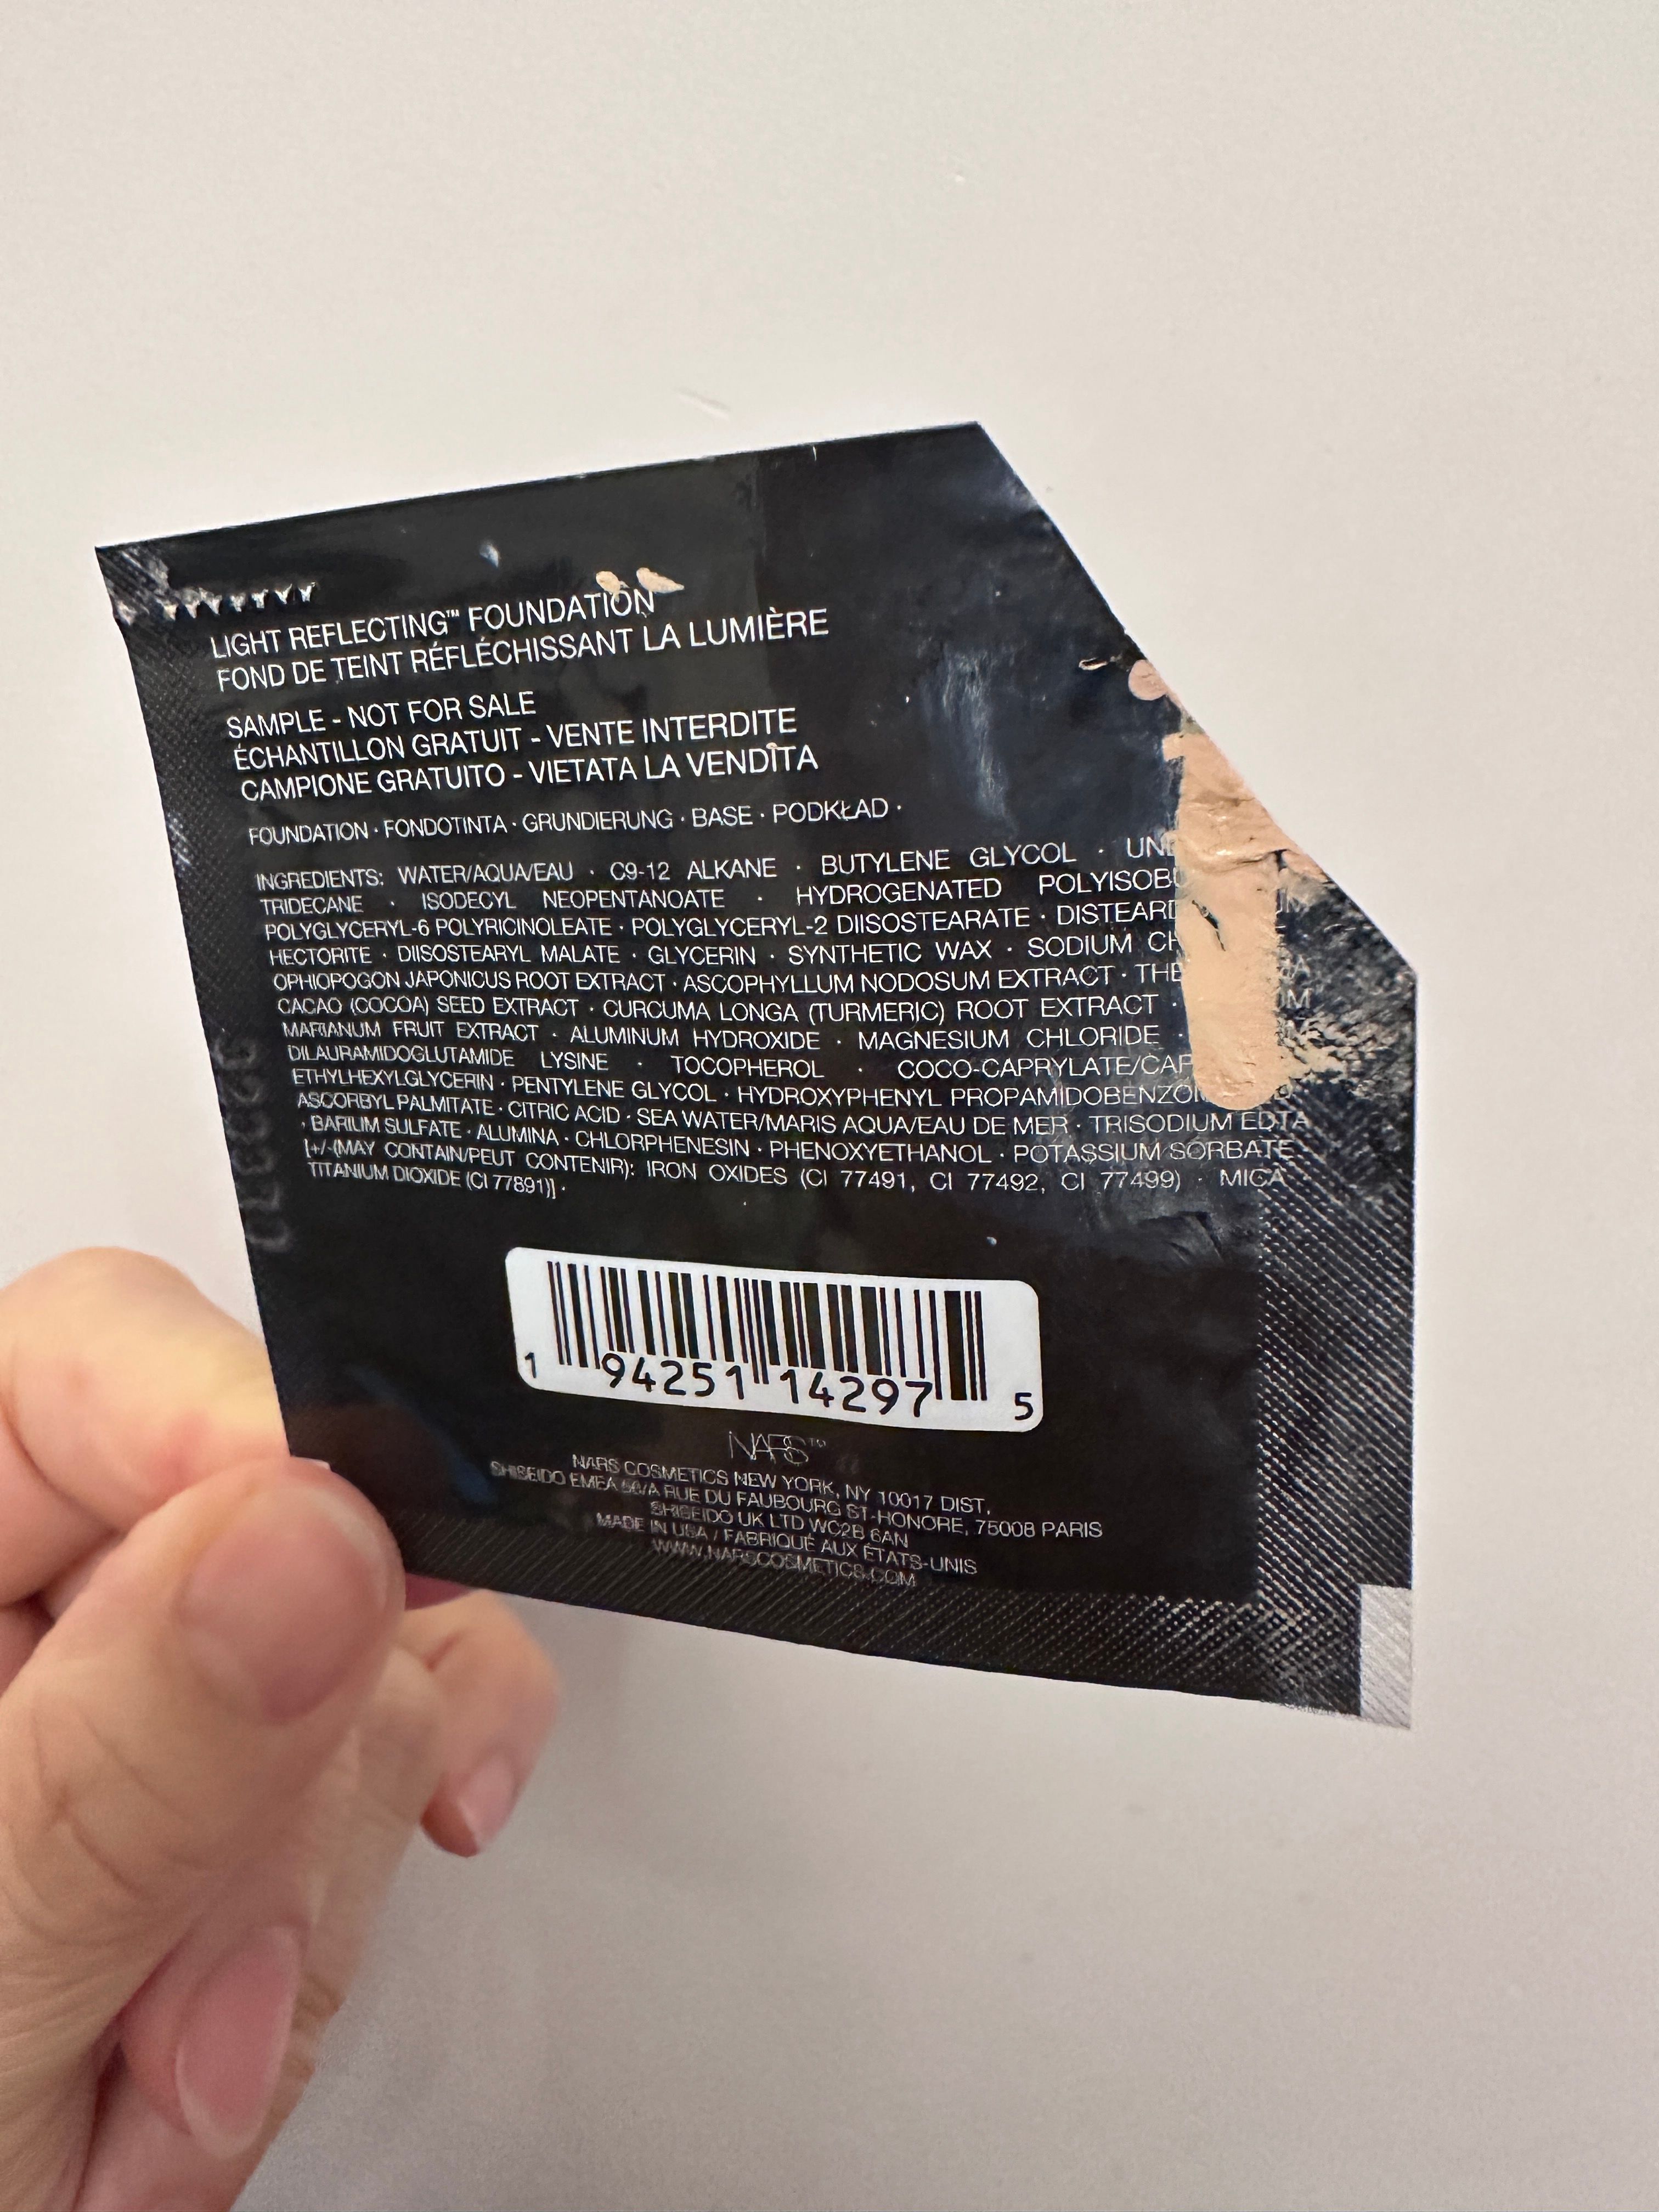 LIGHT REFLECTING™ FOUNDATION
FOND DE TEINT RÉFLÉCHISSANT LA LUMIÈRE
SAMPLE - NOT FOR SALE
ÉCHANTILLON GRATUIT - VENTE INTERDITE
CAMPIONE GRATUITO - VIETATA LA VENDITA
FOUNDATION · FONDOTINTA · GRUNDIERUNG · BASE · PODKŁAD ·
INGREDIENTS: WATER/AQUA/EAU · C9-12 ALKANE · BUTYLENE GLYCOL ·
TRIDECANE · ISODECYL NEOPENTANOATE · HYDROGENATED
POLYGLYCERYL-6 POLYRICINOLEATE · POLYGLYCERYL-2 DIISOSTEARATE ·
HECTORITE · DIISOSTEARYL MALATE · GLYCERIN · SYNTHETIC WAX · SODIUM
OPHIOPOGON JAPONICUS ROOT EXTRACT · ASCOPHYLLUM NODOSUM EXTRACT ·
CACAO (COCOA) SEED EXTRACT · CURCUMA LONGA (TURMERIC) ROOT EXTRACT ·
MARIANUM FRUIT EXTRACT · ALUMINUM HYDROXIDE · MAGNESIUM CHLORIDE ·
DILAURAMIDOGLUTAMIDE LYSINE · TOCOPHEROL ·
ETHYLHEXYLGLYCERIN · PENTYLENE GLYCOL · HYDROXYPHENYL
ASCORBYL PALMITATE · CITRIC ACID · SEA WATER/MARIS AQUA/EAU DE MER · TRISODIUM EDTA
· BARIUM SULFATE · ALUMINA · CHLORPHENESIN · PHENOXYETHANOL · POTASSIUM SORBATE
[+/-(MAY CONTAIN/PEUT CONTENIR): IRON OXIDES (CI 77491, CI 77492, CI 77499) · MICA ·
TITANIUM DIOXIDE (CI 77891)] ·
1 94251 14297 5
NARS™
NARS COSMETICS NEW YORK, NY 10017 DIST.
SHISEIDO EMEA 56/A RUE DU FAUBOURG ST-HONORE, 75008 PARIS
SHISEIDO UK LTD WC2B 6AN
MADE IN USA / FABRIQUÉ AUX ÉTATS-UNIS
WWW.NARSCOSMETICS.COM